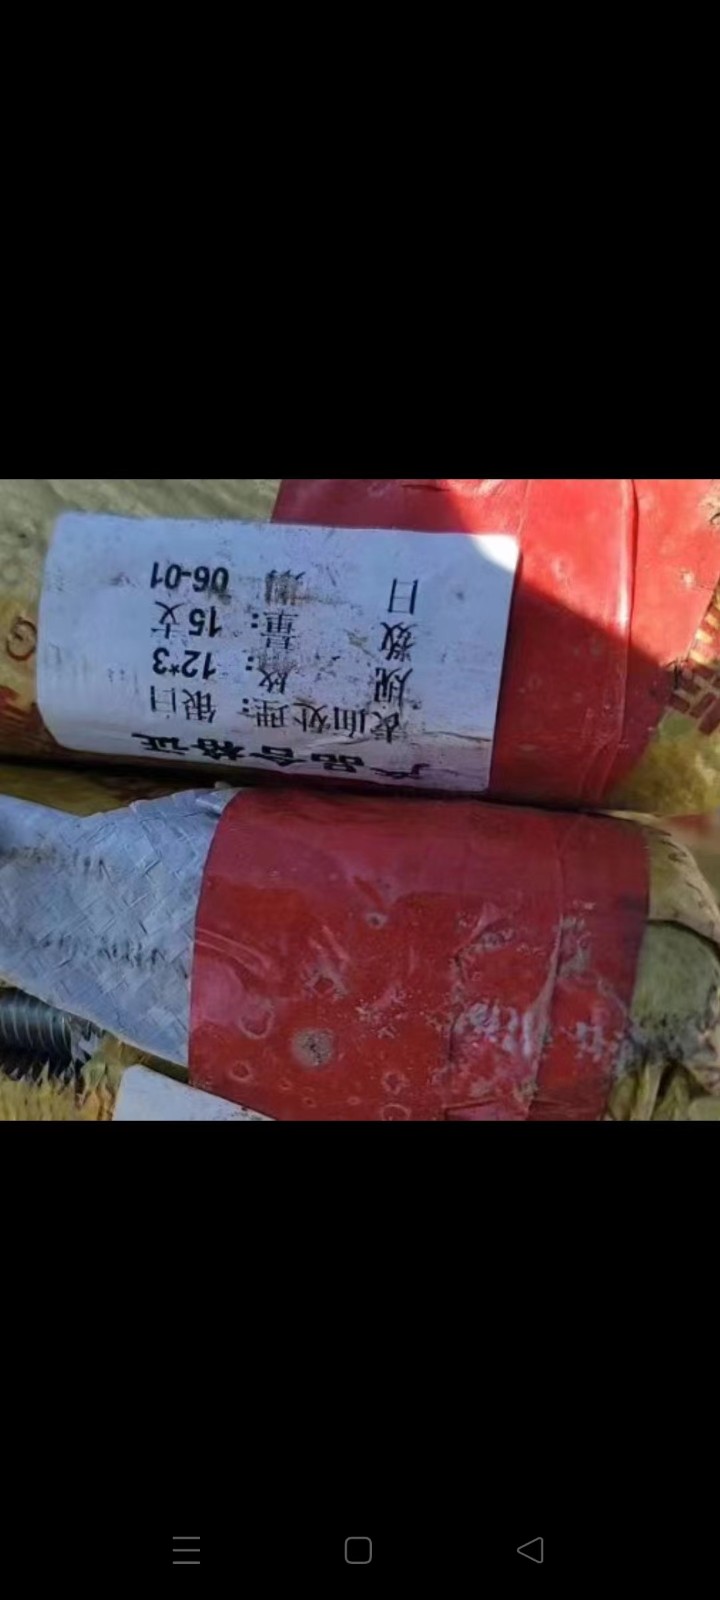 产品合格证
表面处理：银白
规 格：12*3
数 量：15支
日 期 06-01